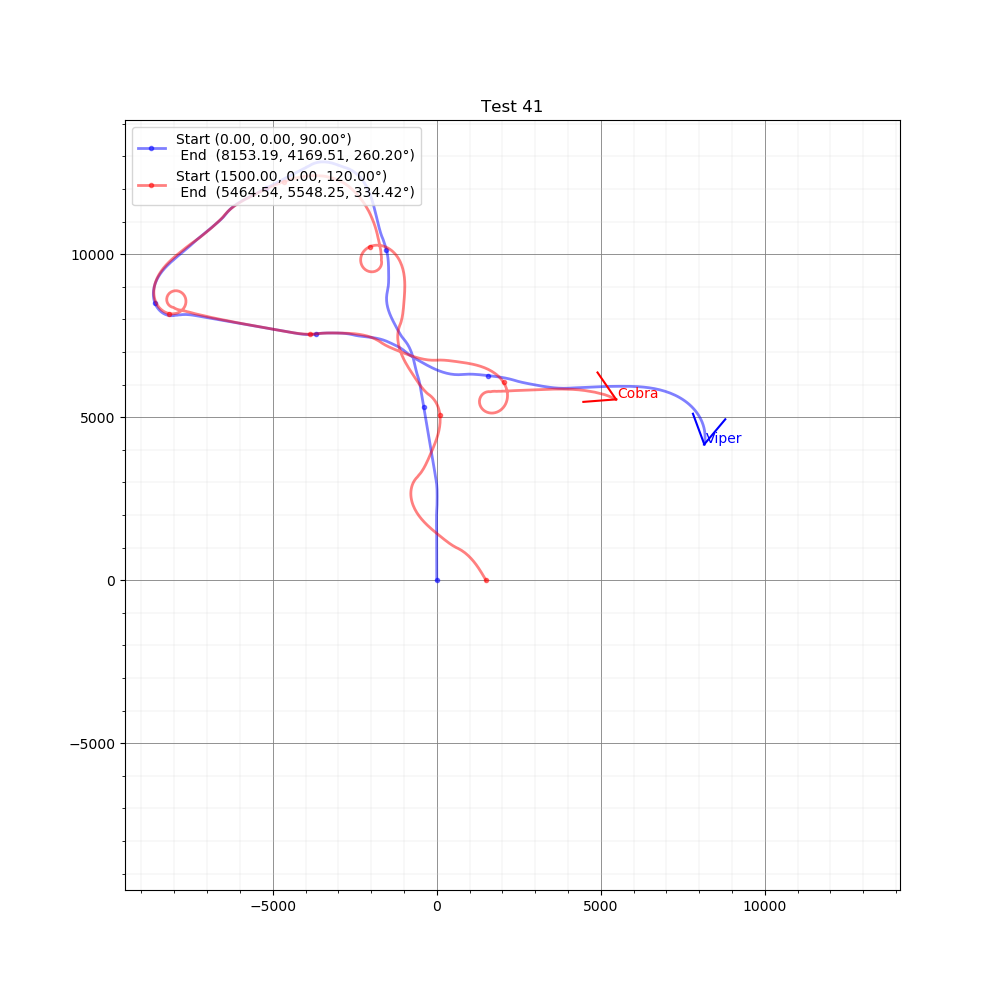 Test 41
Start (0.00, 0.00, 90.00°)
End (8153.19, 4169.51, 260.20°)
Start (1500.00, 0.00, 120.00°)
End (5464.54, 5548.25, 334.42°)
10000
5000
0
−5000
Cobra
Viper
−5000
0
5000
10000